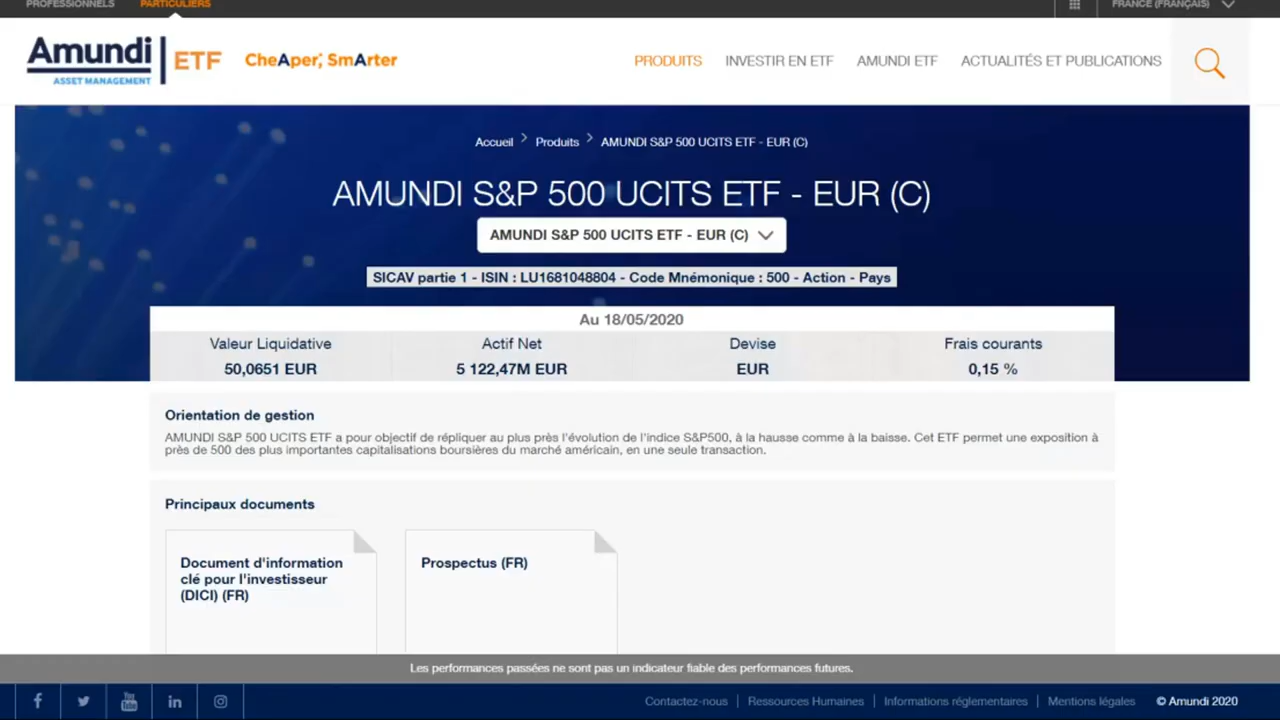 PROFESSIONNELS PARTICULIERS FRANCE (FRANÇAIS)
Amundi ETF
ASSET MANAGEMENT
CheAper, SmArter
PRODUITS INVESTIR EN ETF AMUNDI ETF ACTUALITÉS ET PUBLICATIONS
Accueil > Produits > AMUNDI S&P 500 UCITS ETF - EUR (C)
AMUNDI S&P 500 UCITS ETF - EUR (C)
AMUNDI S&P 500 UCITS ETF - EUR (C)
SICAV partie 1 - ISIN : LU1681048804 - Code Mnémonique : 500 - Action - Pays
Au 18/05/2020
Valeur Liquidative Actif Net Devise Frais courants
50,0651 EUR 5 122,47M EUR EUR 0,15 %
Orientation de gestion
AMUNDI S&P 500 UCITS ETF a pour objectif de répliquer au plus près l'évolution de l'indice S&P500, à la hausse comme à la baisse. Cet ETF permet une exposition à
près de 500 des plus importantes capitalisations boursières du marché américain, en une seule transaction.
Principaux documents
Document d'information
clé pour l'investisseur
(DICI) (FR)
Prospectus (FR)
Les performances passées ne sont pas un indicateur fiable des performances futures.
Contactez-nous | Ressources Humaines | Informations réglementaires | Mentions légales © Amundi 2020